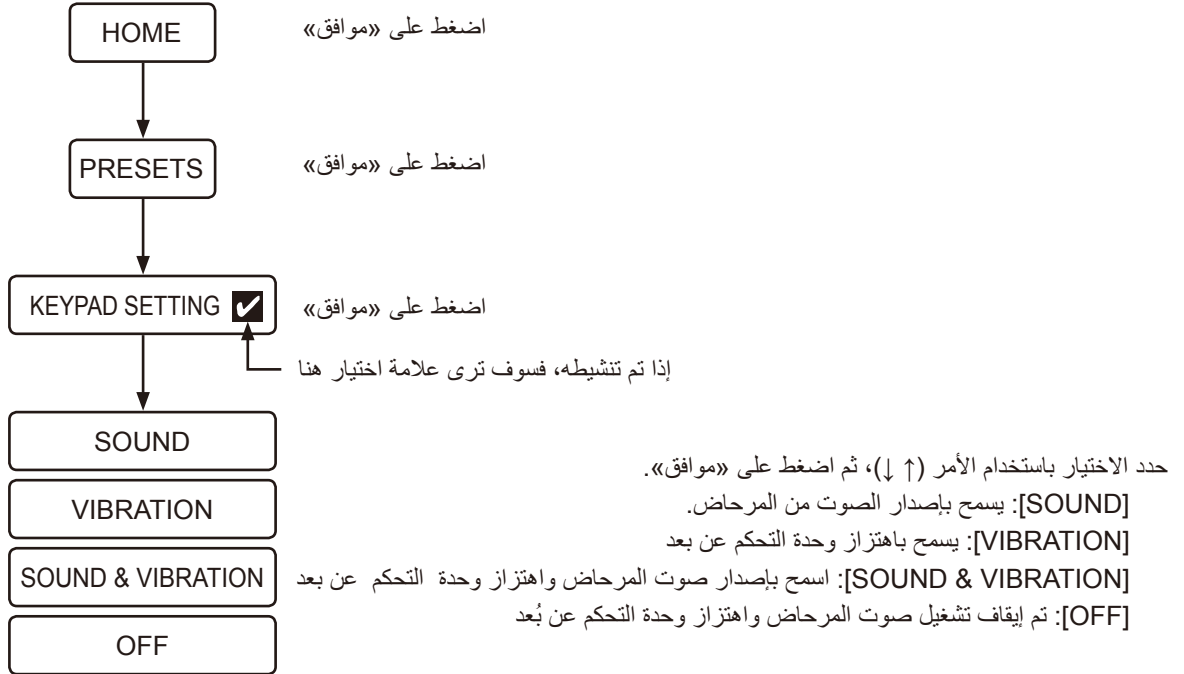 HOME
اضغط على «موافق»
PRESETS
اضغط على «موافق»
KEYPAD SETTING ✔
اضغط على «موافق»
إذا تم تنشيطه، فسوف ترى علامة اختيار هنا
SOUND
VIBRATION
SOUND & VIBRATION
OFF
حدد الاختيار باستخدام الأمر (↑ ↓)، ثم اضغط على «موافق».
[SOUND]: يسمح بإصدار الصوت من المرحاض.
[VIBRATION]: يسمح باهتزاز وحدة التحكم عن بعد
[SOUND & VIBRATION]: اسمح بإصدار صوت المرحاض واهتزاز وحدة التحكم عن بعد
[OFF]: تم إيقاف تشغيل صوت المرحاض واهتزاز وحدة التحكم عن بُعد